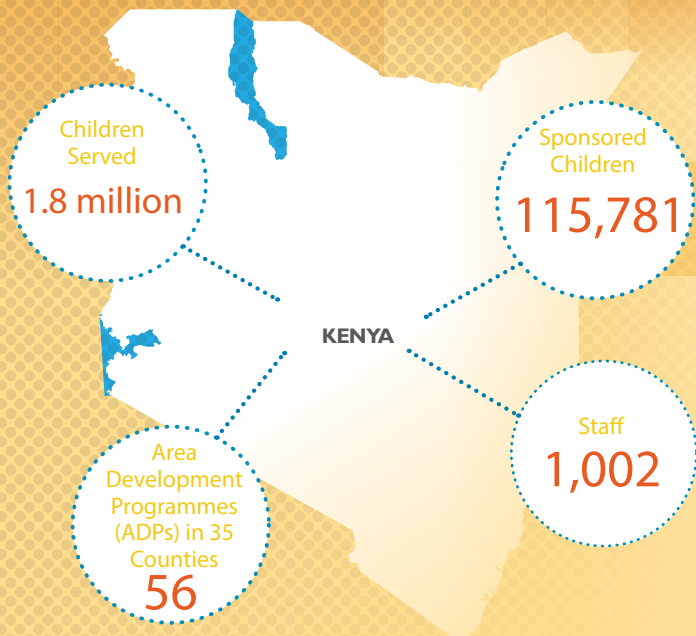 Children
Served
1.8 million
Sponsored
Children
115,781
KENYA
Area
Development
Programmes
(ADPs) in 35
Counties
56
Staff
1,002